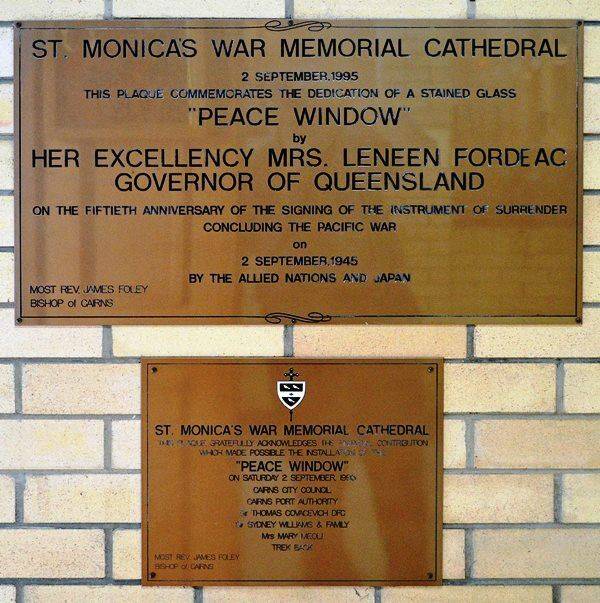 ST. MONICA'S WAR MEMORIAL CATHEDRAL
2 SEPTEMBER, 1995
THIS PLAQUE COMMEMORATES THE DEDICATION OF A STAINED GLASS
"PEACE WINDOW"
by
HER EXCELLENCY MRS. LENEEN FORDE AC
GOVERNOR OF QUEENSLAND
ON THE FIFTIETH ANNIVERSARY OF THE SIGNING OF THE INSTRUMENT OF SURRENDER
CONCLUDING THE PACIFIC WAR
on
2 SEPTEMBER, 1945
BY THE ALLIED NATIONS AND JAPAN
MOST REV. JAMES FOLEY
BISHOP of CAIRNS
ST. MONICA'S WAR MEMORIAL CATHEDRAL
THIS PLAQUE GRATEFULLY ACKNOWLEDGES THE FINANCIAL CONTRIBUTION
WHICH MADE POSSIBLE THE INSTALLATION OF THE
"PEACE WINDOW"
ON SATURDAY 2 SEPTEMBER, 1995
CAIRNS CITY COUNCIL
CAIRNS PORT AUTHORITY
Sir THOMAS COVACEVICH DFC
Sir SYDNEY WILLIAMS & FAMILY
Mrs MARY MEOLI
TREK BACK
MOST REV. JAMES FOLEY
BISHOP of CAIRNS